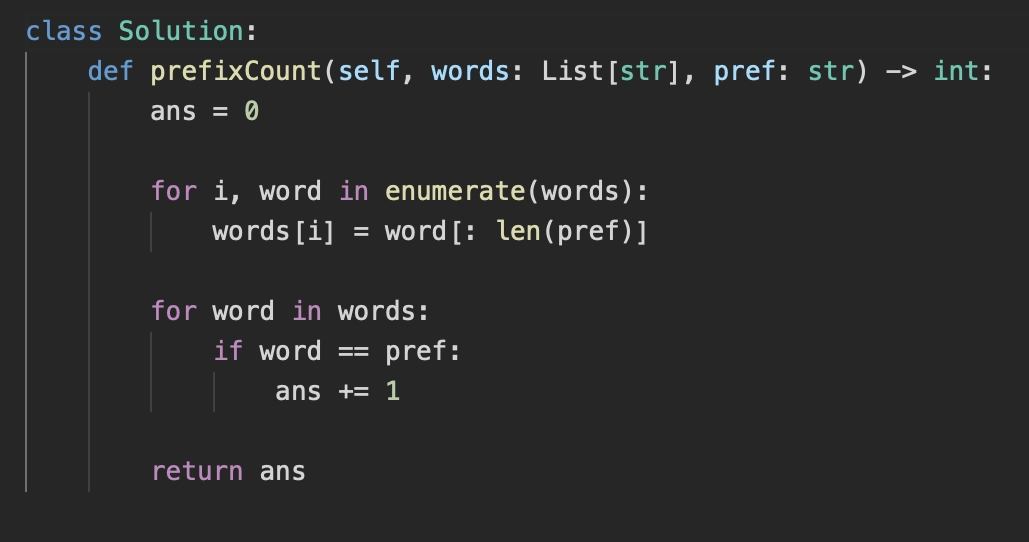 class Solution:
    def prefixCount(self, words: List[str], pref: str) -> int:
        ans = 0

        for i, word in enumerate(words):
            words[i] = word[: len(pref)]

        for word in words:
            if word == pref:
                ans += 1

        return ans